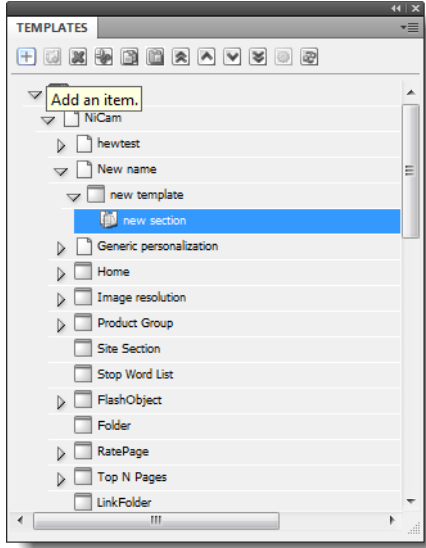 TEMPLATES
Add an item.
NiCam
hewtest
New name
new template
new section
Generic personalization
Home
Image resolution
Product Group
Site Section
Stop Word List
FlashObject
Folder
RatePage
Top N Pages
LinkFolder